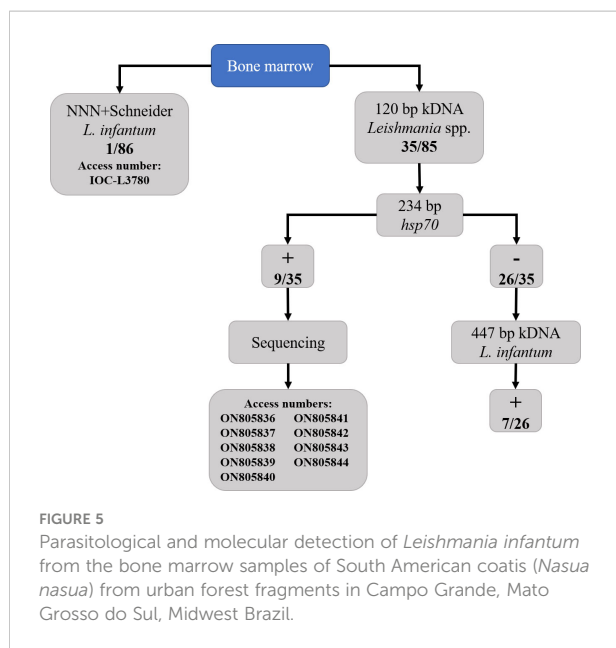 Bone marrow
NNN+Schneider
L. infantum
1/86
Access number:
IOC-L3780
120 bp kDNA
Leishmania spp.
35/85
234 bp
hsp70
+
9/35
-
26/35
Sequencing
447 bp kDNA
L. infantum
Access numbers:
ON805836 ON805841
ON805837 ON805842
ON805838 ON805843
ON805839 ON805844
ON805840
+
7/26
FIGURE 5
Parasitological and molecular detection of Leishmania infantum
from the bone marrow samples of South American coatis (Nasua
nasua) from urban forest fragments in Campo Grande, Mato
Grosso do Sul, Midwest Brazil.